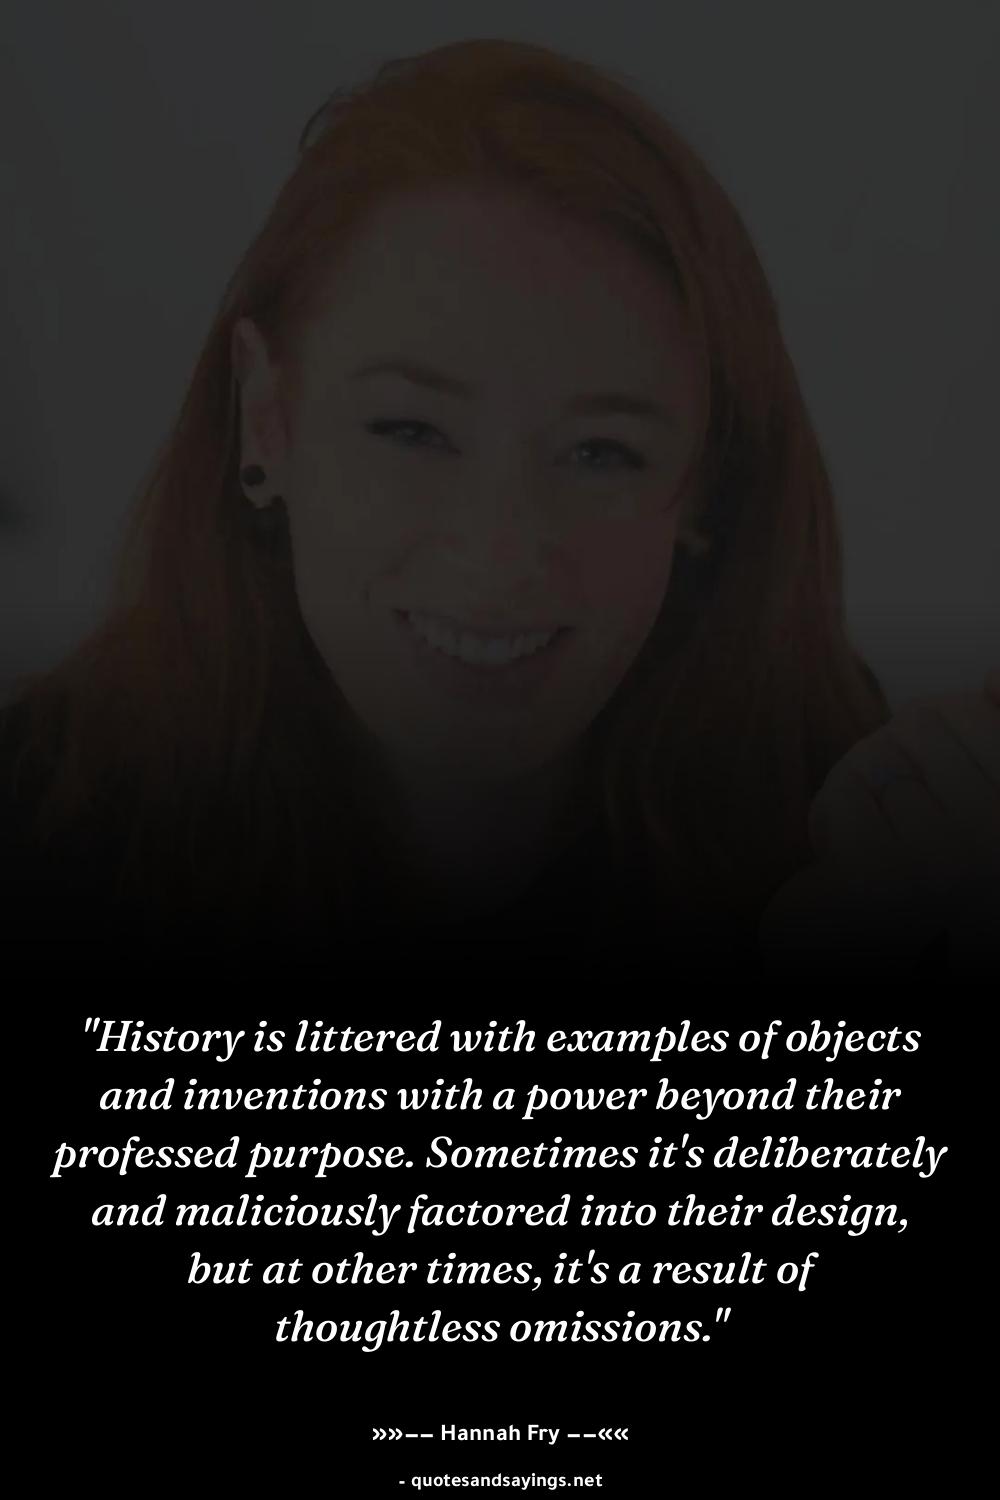 "History is littered with examples of objects
and inventions with a power beyond their
professed purpose. Sometimes it's deliberately
and maliciously factored into their design,
but at other times, it's a result of
thoughtless omissions."
»»–– Hannah Fry ––««
- quotesandsayings.net